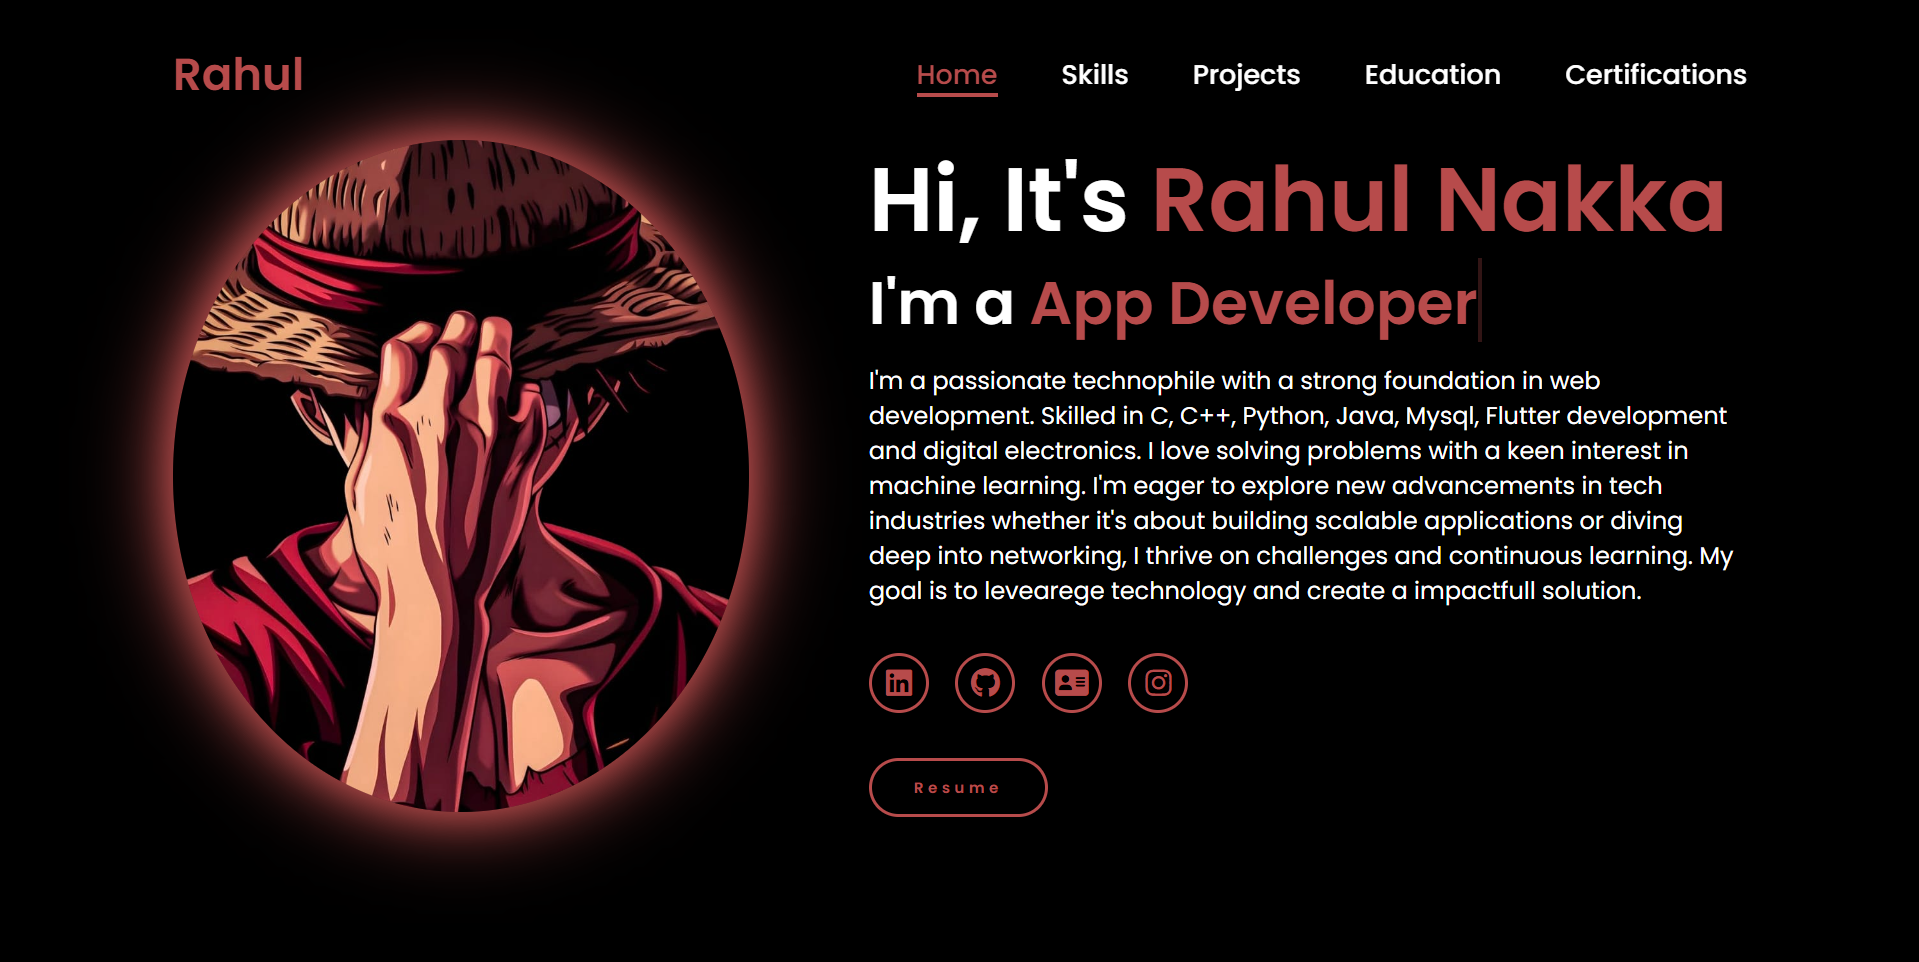 Rahul
Home Skills Projects Education Certifications
Hi, It's Rahul Nakka
I'm a App Developer
I'm a passionate technophile with a strong foundation in web
development. Skilled in C, C++, Python, Java, Mysql, Flutter development
and digital electronics. I love solving problems with a keen interest in
machine learning. I'm eager to explore new advancements in tech
industries whether it's about building scalable applications or diving
deep into networking, I thrive on challenges and continuous learning. My
goal is to levearege technology and create a impactfull solution.
in
Resume